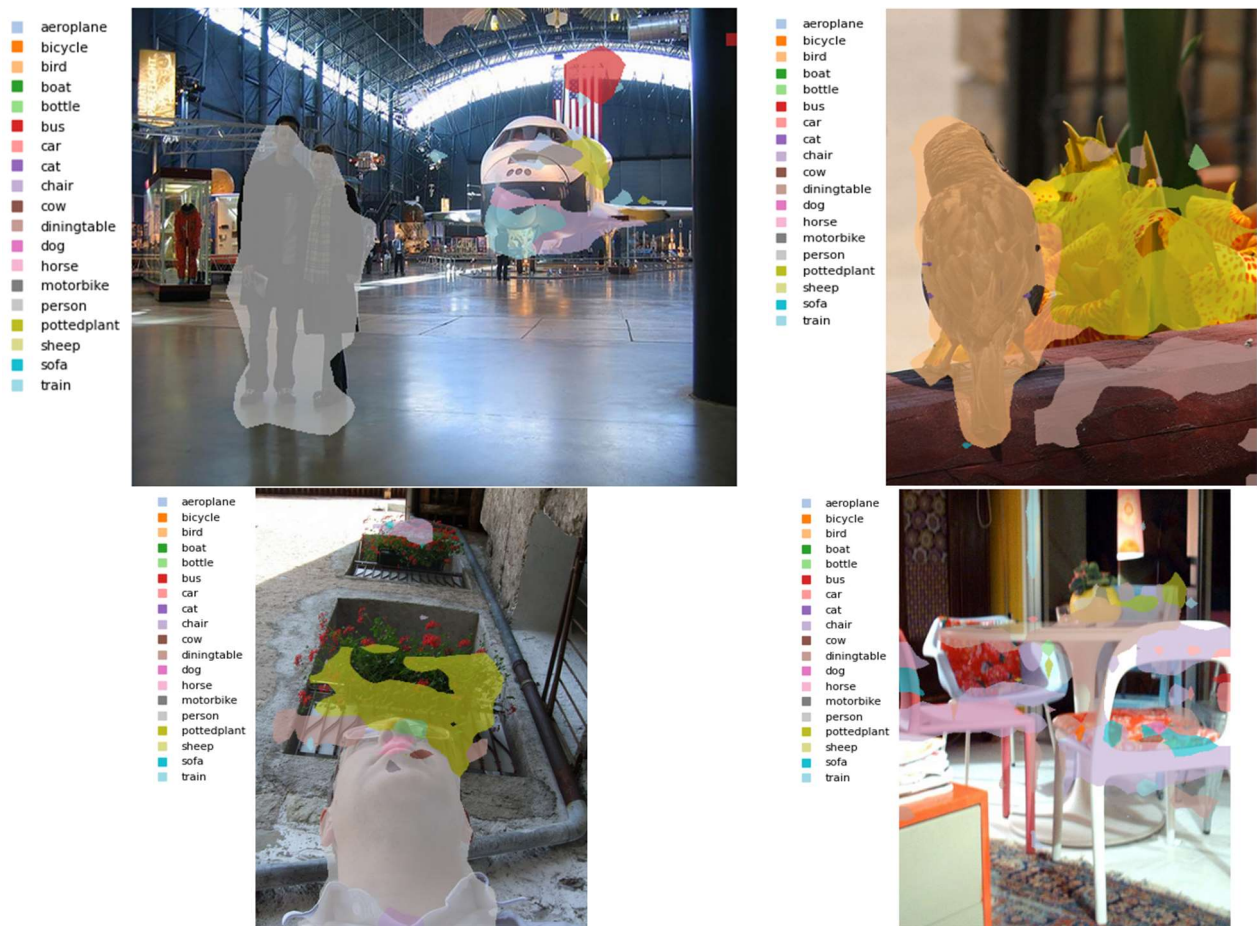 aeroplane
bicycle
bird
boat
bottle
bus
car
cat
chair
cow
diningtable
dog
horse
motorbike
person
pottedplant
sheep
sofa
train
aeroplane
bicycle
bird
boat
bottle
bus
car
cat
chair
cow
diningtable
dog
horse
motorbike
person
pottedplant
sheep
sofa
train
aeroplane
bicycle
bird
boat
bottle
bus
car
cat
chair
cow
diningtable
dog
horse
motorbike
person
pottedplant
sheep
sofa
train
aeroplane
bicycle
bird
boat
bottle
bus
car
cat
chair
cow
diningtable
dog
horse
motorbike
person
pottedplant
sheep
sofa
train